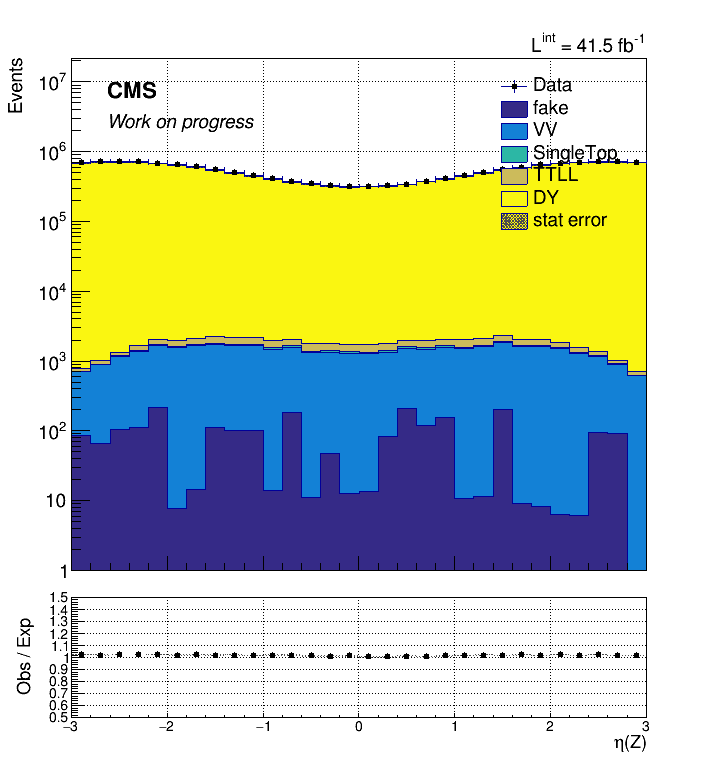 L^int = 41.5 fb^-1
Events
10^7
CMS
Work on progress
Data
fake
VV
SingleTop
TTLL
DY
stat error
10^6
10^5
10^4
10^3
10^2
10
1
Obs / Exp
1.5
1.4
1.3
1.2
1.1
1
0.9
0.8
0.7
0.6
0.5
−3 −2 −1 0 1 2 3
η(Z)